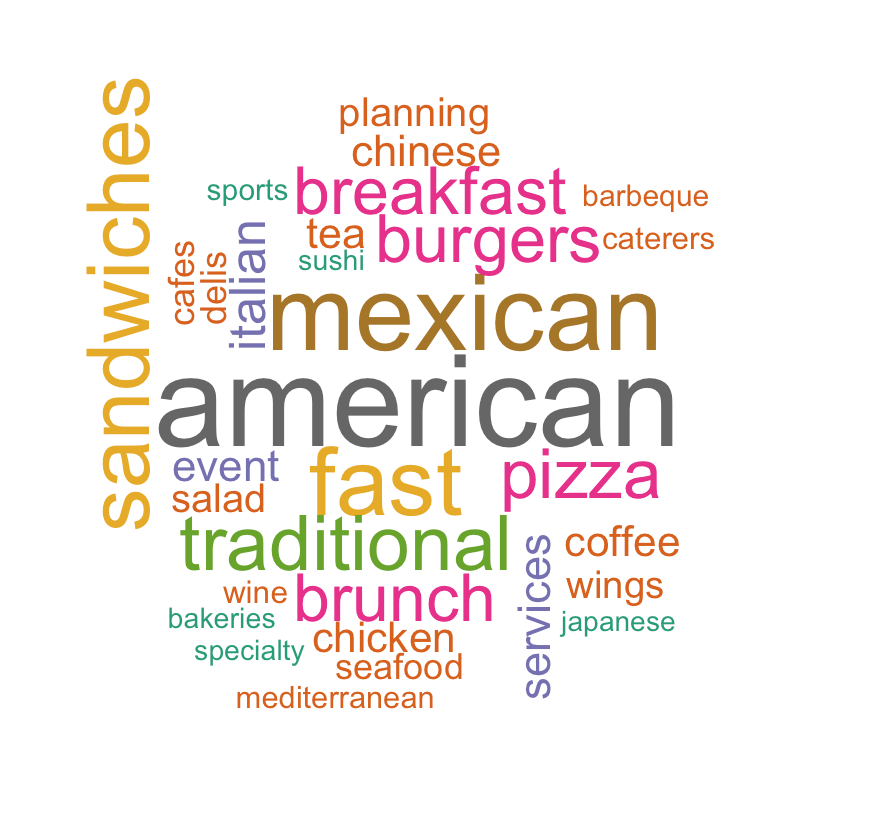 planning
chinese
sports
breakfast
barbeque
sandwiches
cafes
delis
italian
tea
burgers
caterers
sushi
mexican
american
event
fast
pizza
salad
traditional
services
coffee
wine
brunch
wings
bakeries
japanese
chicken
specialty
seafood
mediterranean